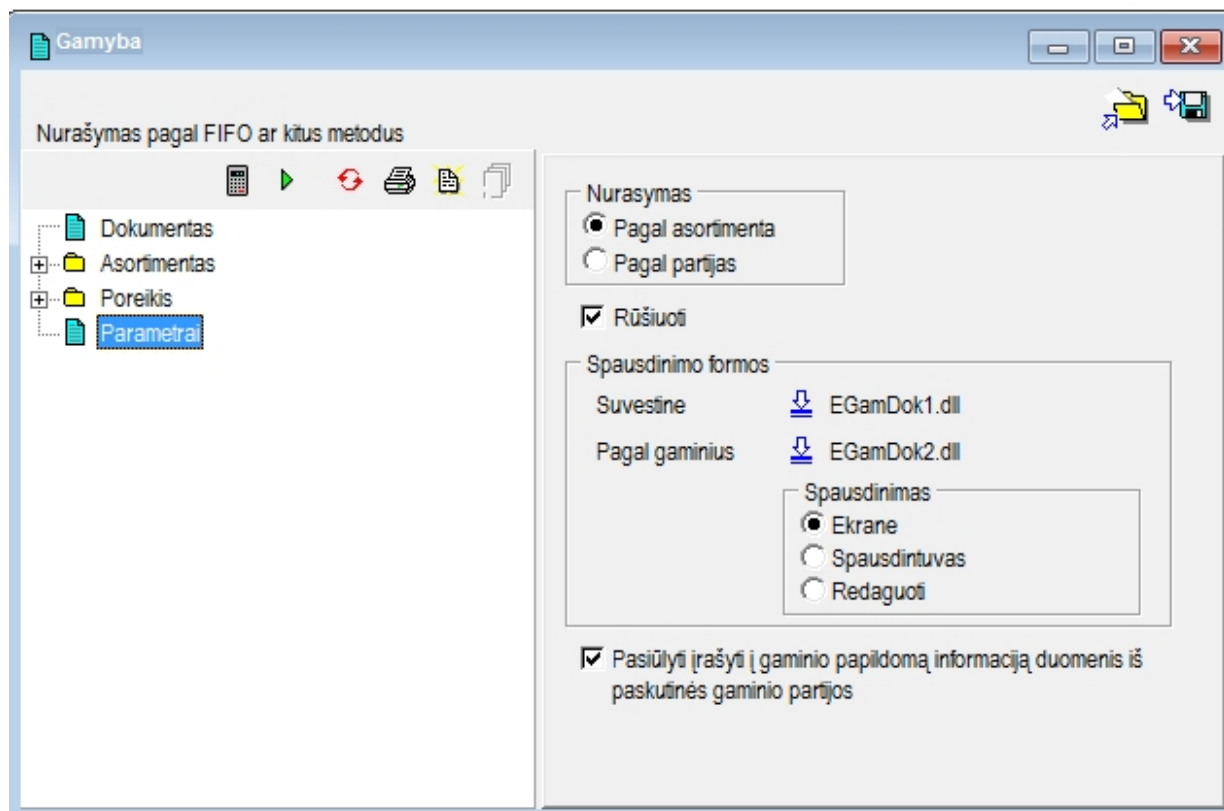 Gamyba
Nurašymas pagal FIFO ar kitus metodus
Dokumentas
Asortimentas
Poreikis
Parametrai
Nurasymas
Pagal asortimenta
Pagal partijas
Rūšiuoti
Spausdinimo formos
Suvestine EGamDok1.dll
Pagal gaminius EGamDok2.dll
Spausdinimas
Ekrane
Spausdintuvas
Redaguoti
Pasiūlyti įrašyti į gaminio papildomą informaciją duomenis iš
paskutinės gaminio partijos